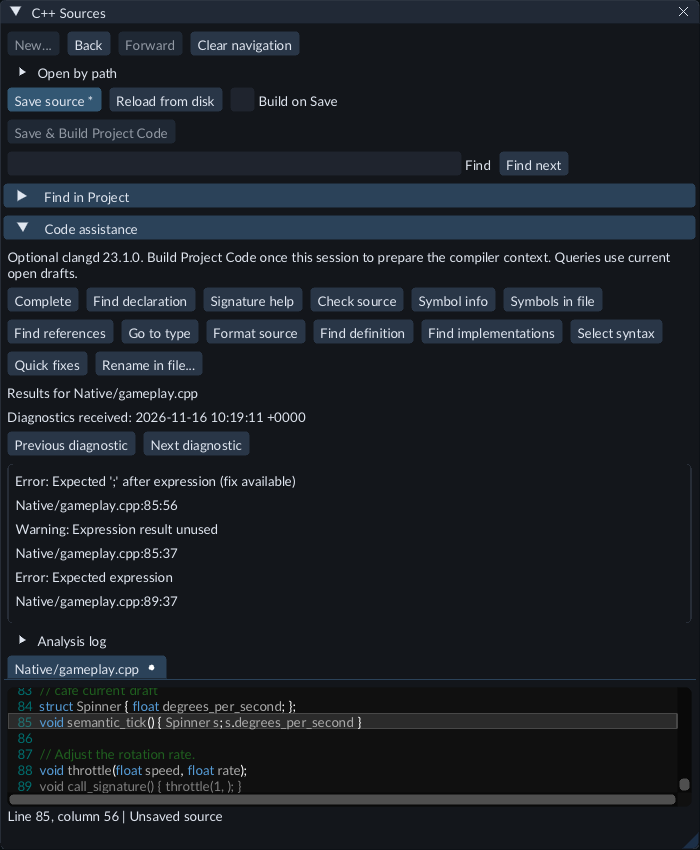 C++ Sources
New... Back Forward Clear navigation
Open by path
Save source * Reload from disk Build on Save
Save & Build Project Code
Find Find next
Find in Project
Code assistance
Optional clangd 23.1.0. Build Project Code once this session to prepare the compiler context. Queries use current
open drafts.
Complete Find declaration Signature help Check source Symbol info Symbols in file
Find references Go to type Format source Find definition Find implementations Select syntax
Quick fixes Rename in file...
Results for Native/gameplay.cpp
Diagnostics received: 2026-11-16 10:19:11 +0000
Previous diagnostic Next diagnostic
Error: Expected ';' after expression (fix available)
Native/gameplay.cpp:85:56
Warning: Expression result unused
Native/gameplay.cpp:85:37
Error: Expected expression
Native/gameplay.cpp:89:37
Analysis log
Native/gameplay.cpp
83 // cafe current draft
84 struct Spinner { float degrees_per_second; };
85 void semantic_tick() { Spinner s; s.degrees_per_second }
86
87 // Adjust the rotation rate.
88 void throttle(float speed, float rate);
89 void call_signature() { throttle(1, ); }
Line 85, column 56 | Unsaved source